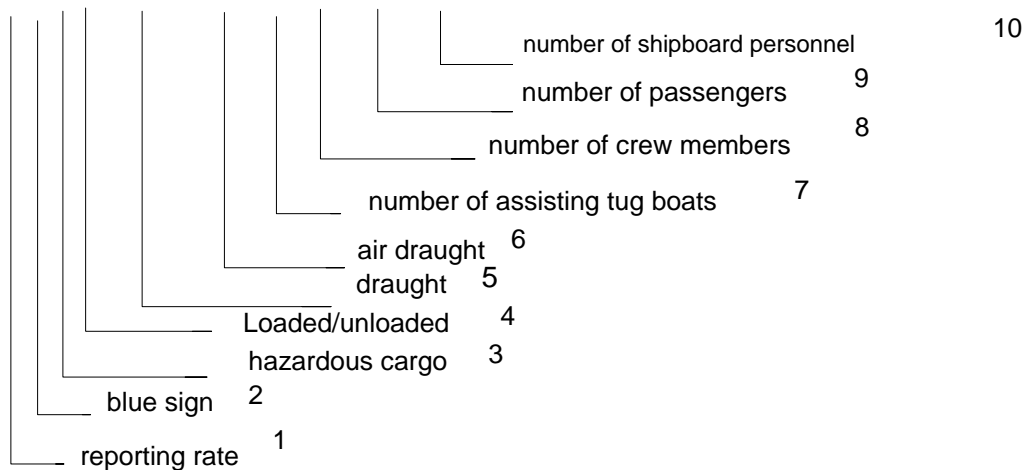 number of shipboard personnel 10
number of passengers 9
number of crew members 8
number of assisting tug boats 7
air draught 6
draught 5
Loaded/unloaded 4
hazardous cargo 3
blue sign 2
reporting rate 1